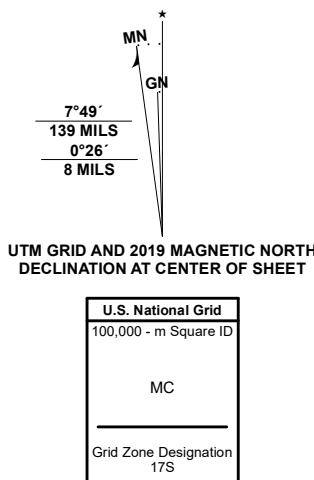 ★
MN
GN
7°49´
139 MILS
0°26´
8 MILS
UTM GRID AND 2019 MAGNETIC NORTH
DECLINATION AT CENTER OF SHEET
U.S. National Grid
100,000 - m Square ID
MC
Grid Zone Designation
17S